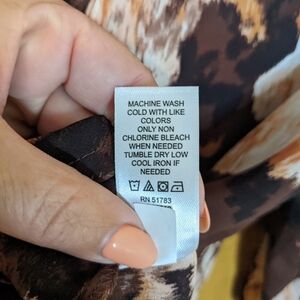 MACHINE WASH
COLD WITH LIKE
COLORS
ONLY NON
CHLORINE BLEACH
WHEN NEEDED
TUMBLE DRY LOW
COOL IRON IF
NEEDED
RN 51783